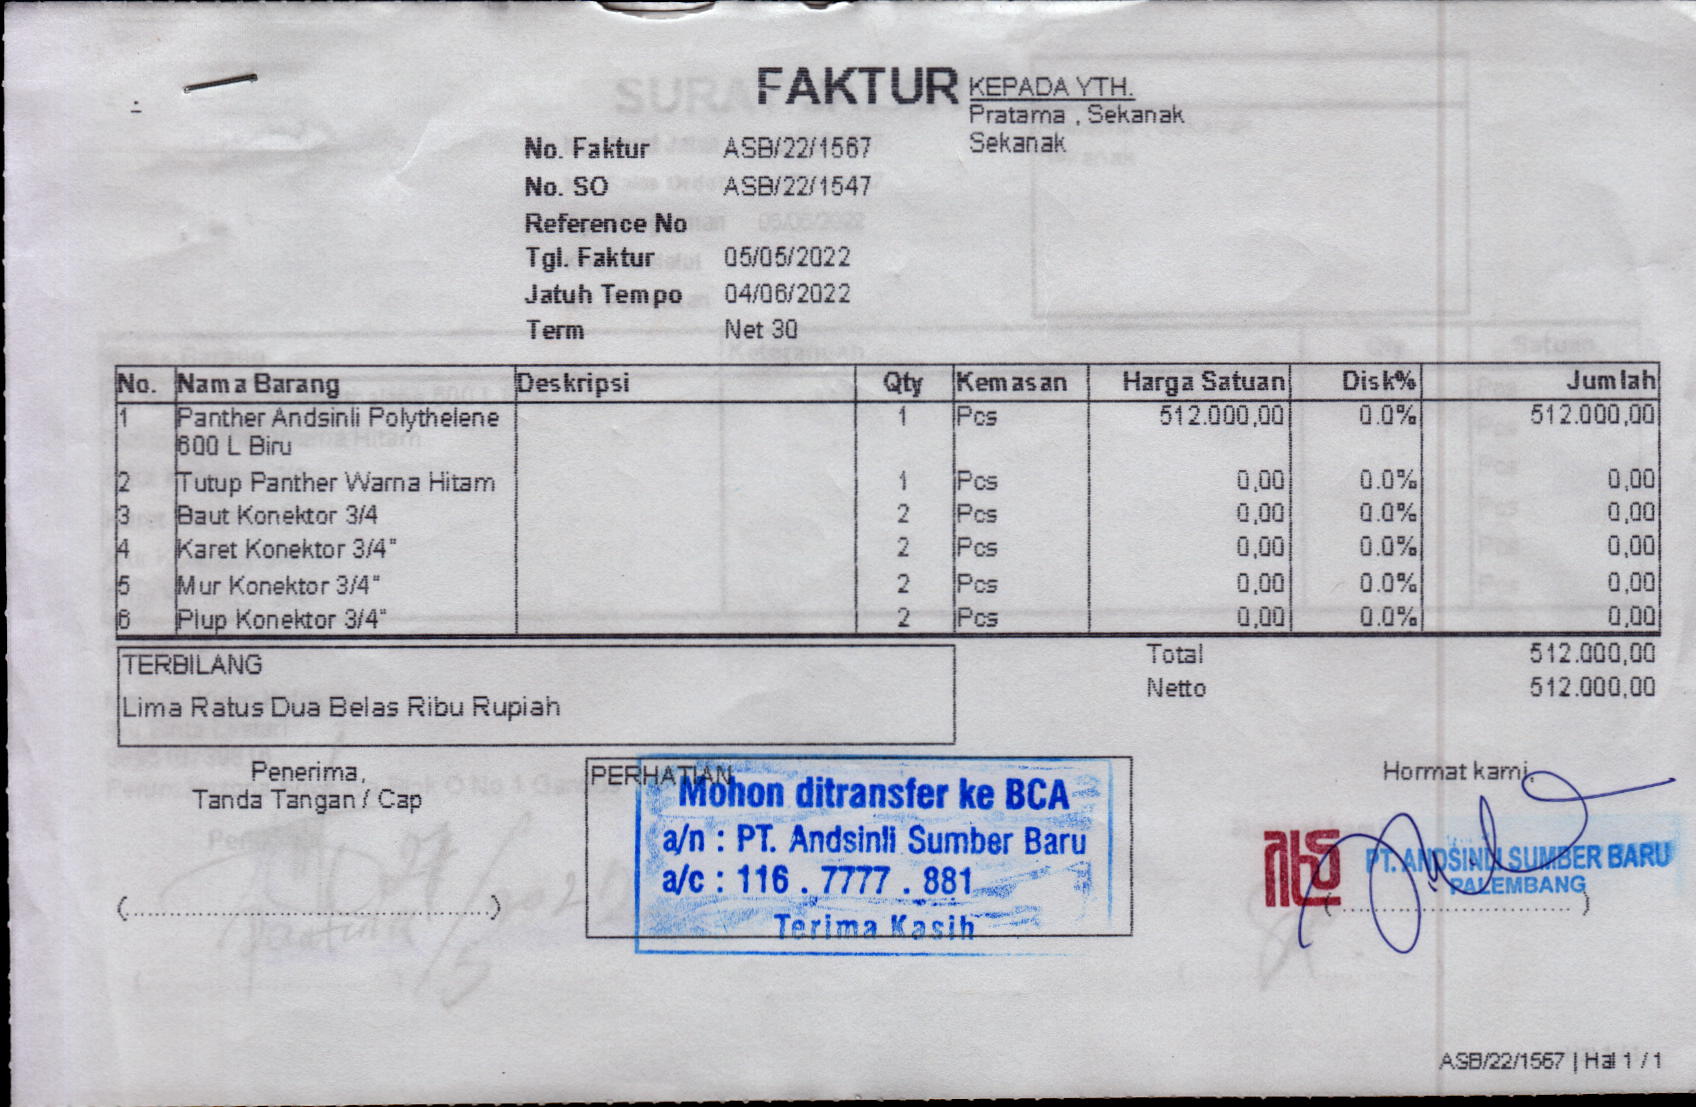 FAKTUR
KEPADA YTH.
Pratama , Sekanak
Sekanak
No. Faktur ASB/22/1567
No. SO ASB/22/1547
Reference No
Tgl. Faktur 05/05/2022
Jatuh Tempo 04/06/2022
Term Net 30
No. Nama Barang Deskripsi Qty Kemasan Harga Satuan Disk% Jumlah
1 Panther Andsinli Polythelene 1 Pcs 512.000,00 0.0% 512.000,00
600 L Biru
2 Tutup Panther Warna Hitam 1 Pcs 0,00 0.0% 0,00
3 Baut Konektor 3/4 2 Pcs 0,00 0.0% 0,00
4 Karet Konektor 3/4" 2 Pcs 0,00 0.0% 0,00
5 Mur Konektor 3/4" 2 Pcs 0,00 0.0% 0,00
6 Plup Konektor 3/4" 2 Pcs 0,00 0.0% 0,00
Total 512.000,00
Netto 512.000,00
TERBILANG
Lima Ratus Dua Belas Ribu Rupiah
Penerima,
Tanda Tangan / Cap
(..........................................)
PERHATIAN
Mohon ditransfer ke BCA
a/n : PT. Andsinli Sumber Baru
a/c : 116 . 7777 . 881
Terima Kasih
Hormat kami,
PT. ANDSINLI SUMBER BARU
PALEMBANG
(..........................................)
ASB/22/1567 | Hal 1 / 1